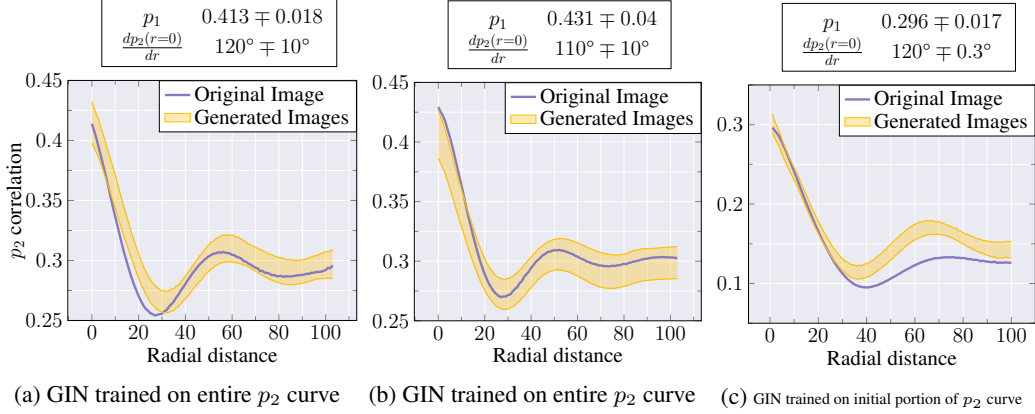 p₁ 0.413 ∓ 0.018
dp₂(r=0)/dr 120° ∓ 10°
p₁ 0.431 ∓ 0.04
dp₂(r=0)/dr 110° ∓ 10°
p₁ 0.296 ∓ 0.017
dp₂(r=0)/dr 120° ∓ 0.3°
Original Image
Generated Images
0.45
0.4
0.35
0.3
0.25
p₂ correlation
0 20 40 60 80 100
Radial distance
Original Image
Generated Images
0.45
0.4
0.35
0.3
0.25
0 20 40 60 80 100
Radial distance
Original Image
Generated Images
0.3
0.2
0.1
0 20 40 60 80 100
Radial distance
(a) GIN trained on entire p₂ curve
(b) GIN trained on entire p₂ curve
(c) GIN trained on initial portion of p₂ curve